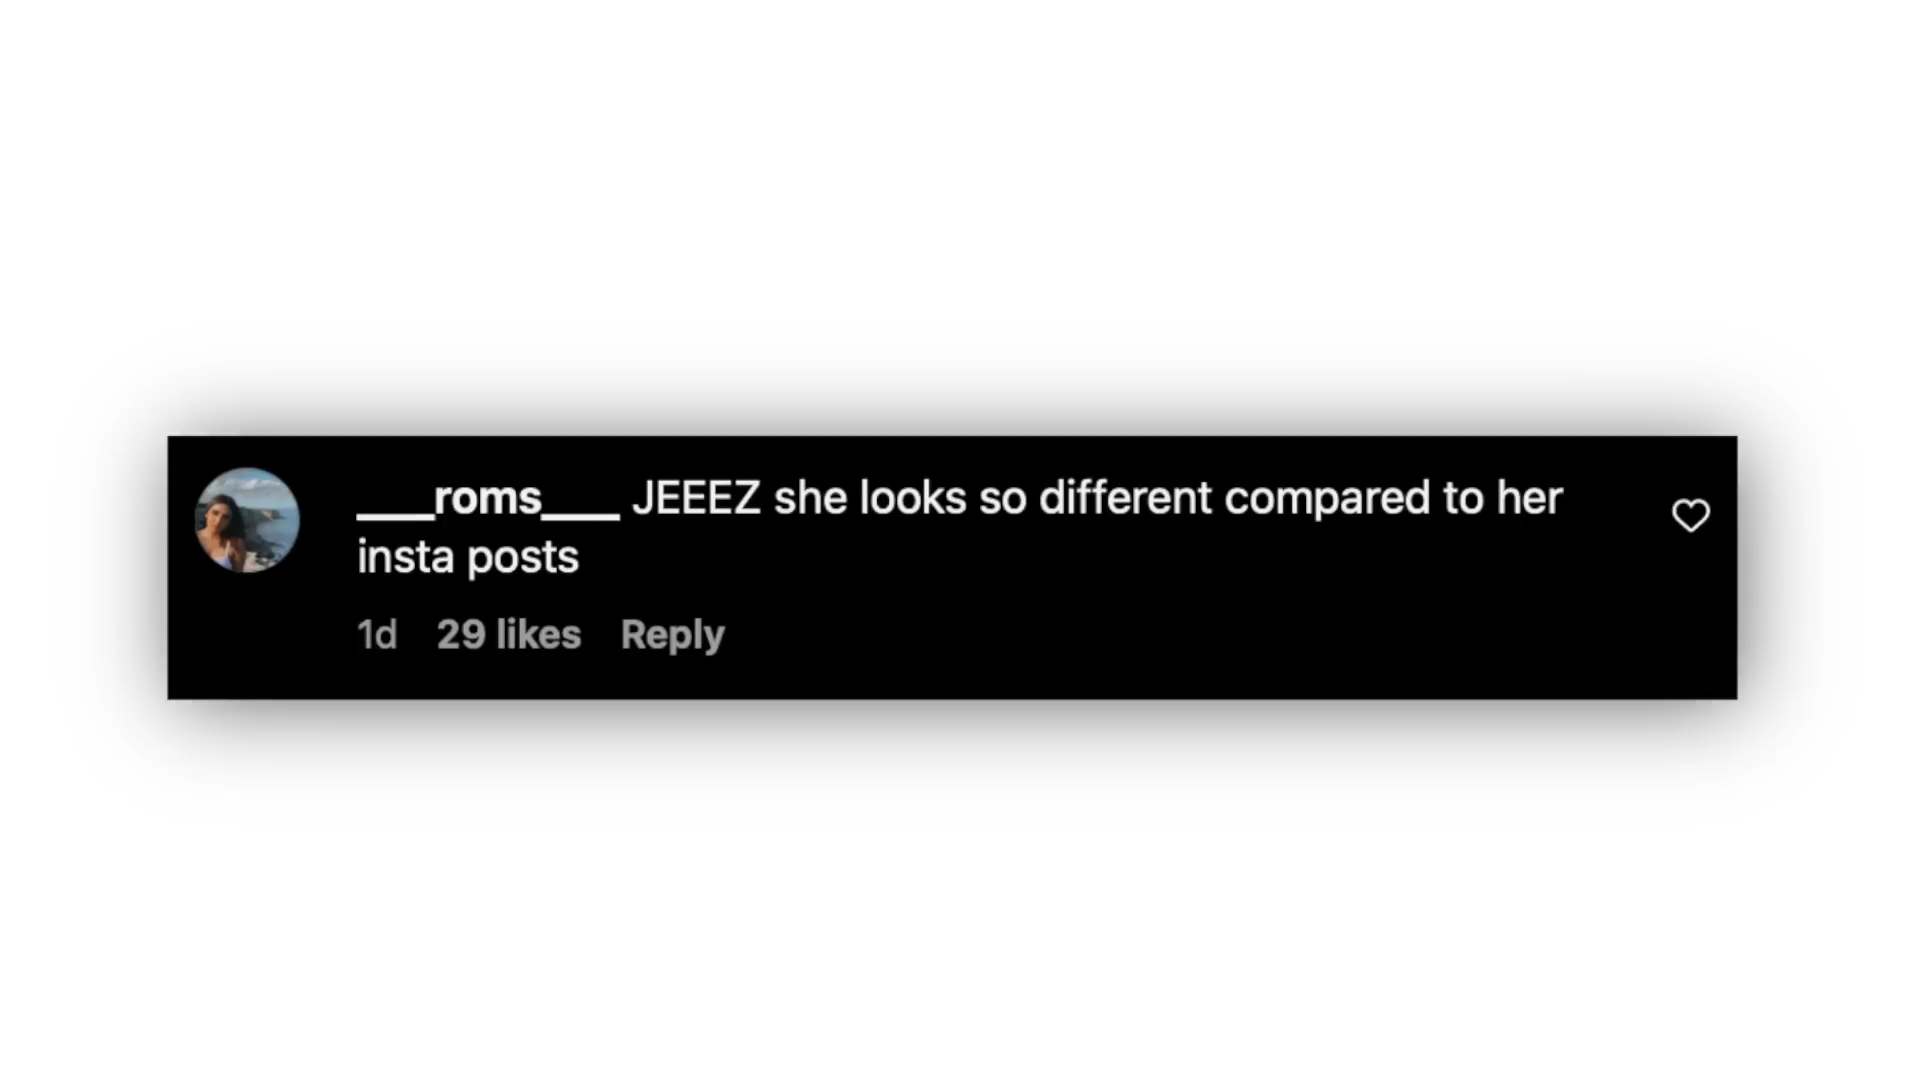 ___roms___ JEEEZ she looks so different compared to her
insta posts
1d 29 likes Reply